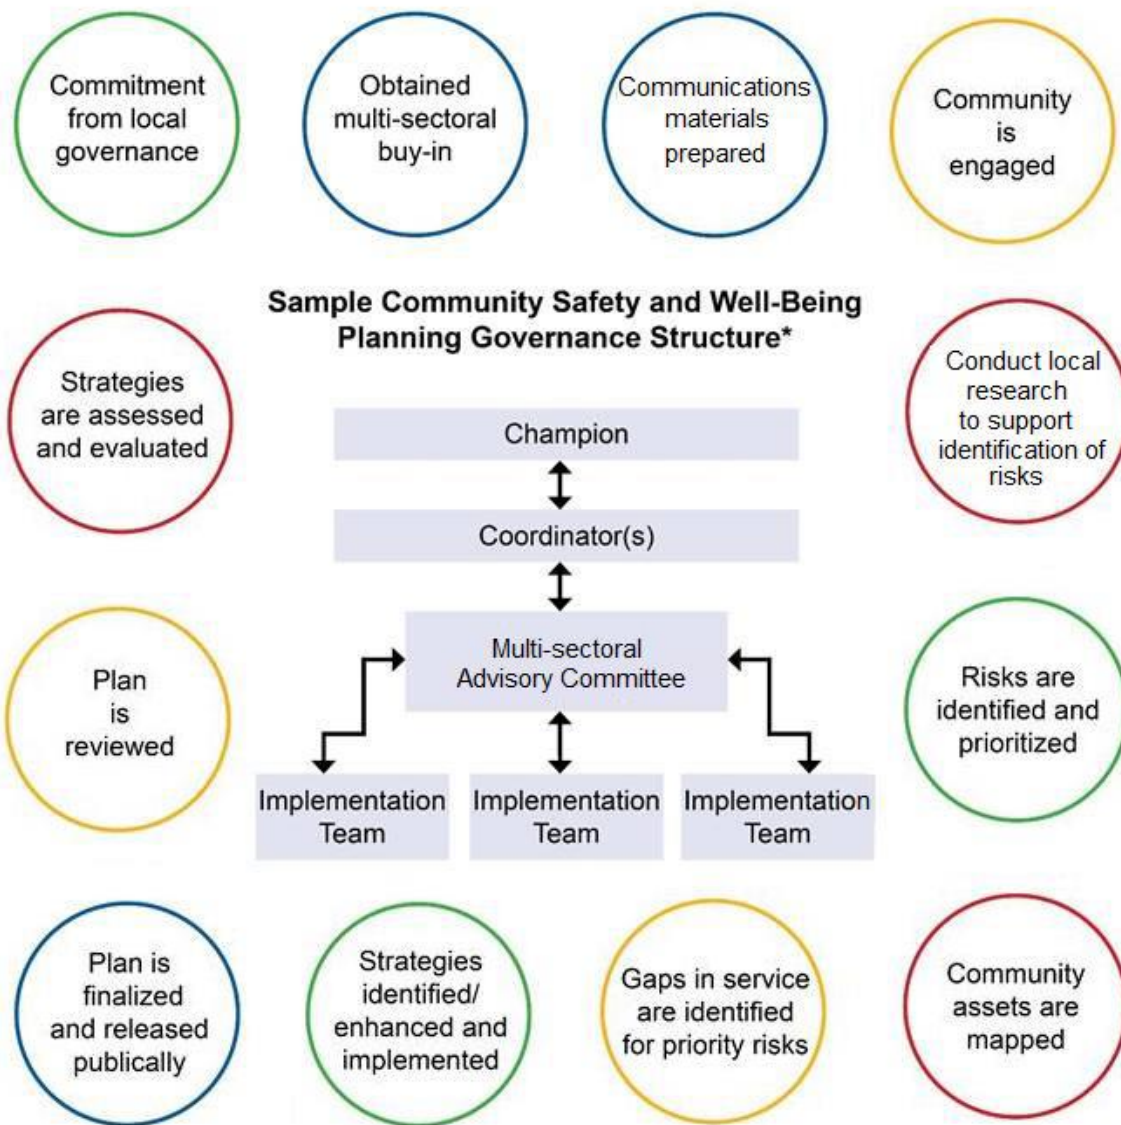 Commitment
from local
governance
Obtained
multi-sectoral
buy-in
Communications
materials
prepared
Community
is
engaged
Sample Community Safety and Well-Being
Planning Governance Structure*
Strategies
are assessed
and evaluated
Champion
Conduct local
research
to support
identification of
risks
Coordinator(s)
Multi-sectoral
Advisory Committee
Plan
is
reviewed
Risks are
identified and
prioritized
Implementation
Team
Implementation
Team
Implementation
Team
Plan is
finalized
and released
publically
Strategies
identified/
enhanced and
implemented
Gaps in service
are identified
for priority risks
Community
assets are
mapped